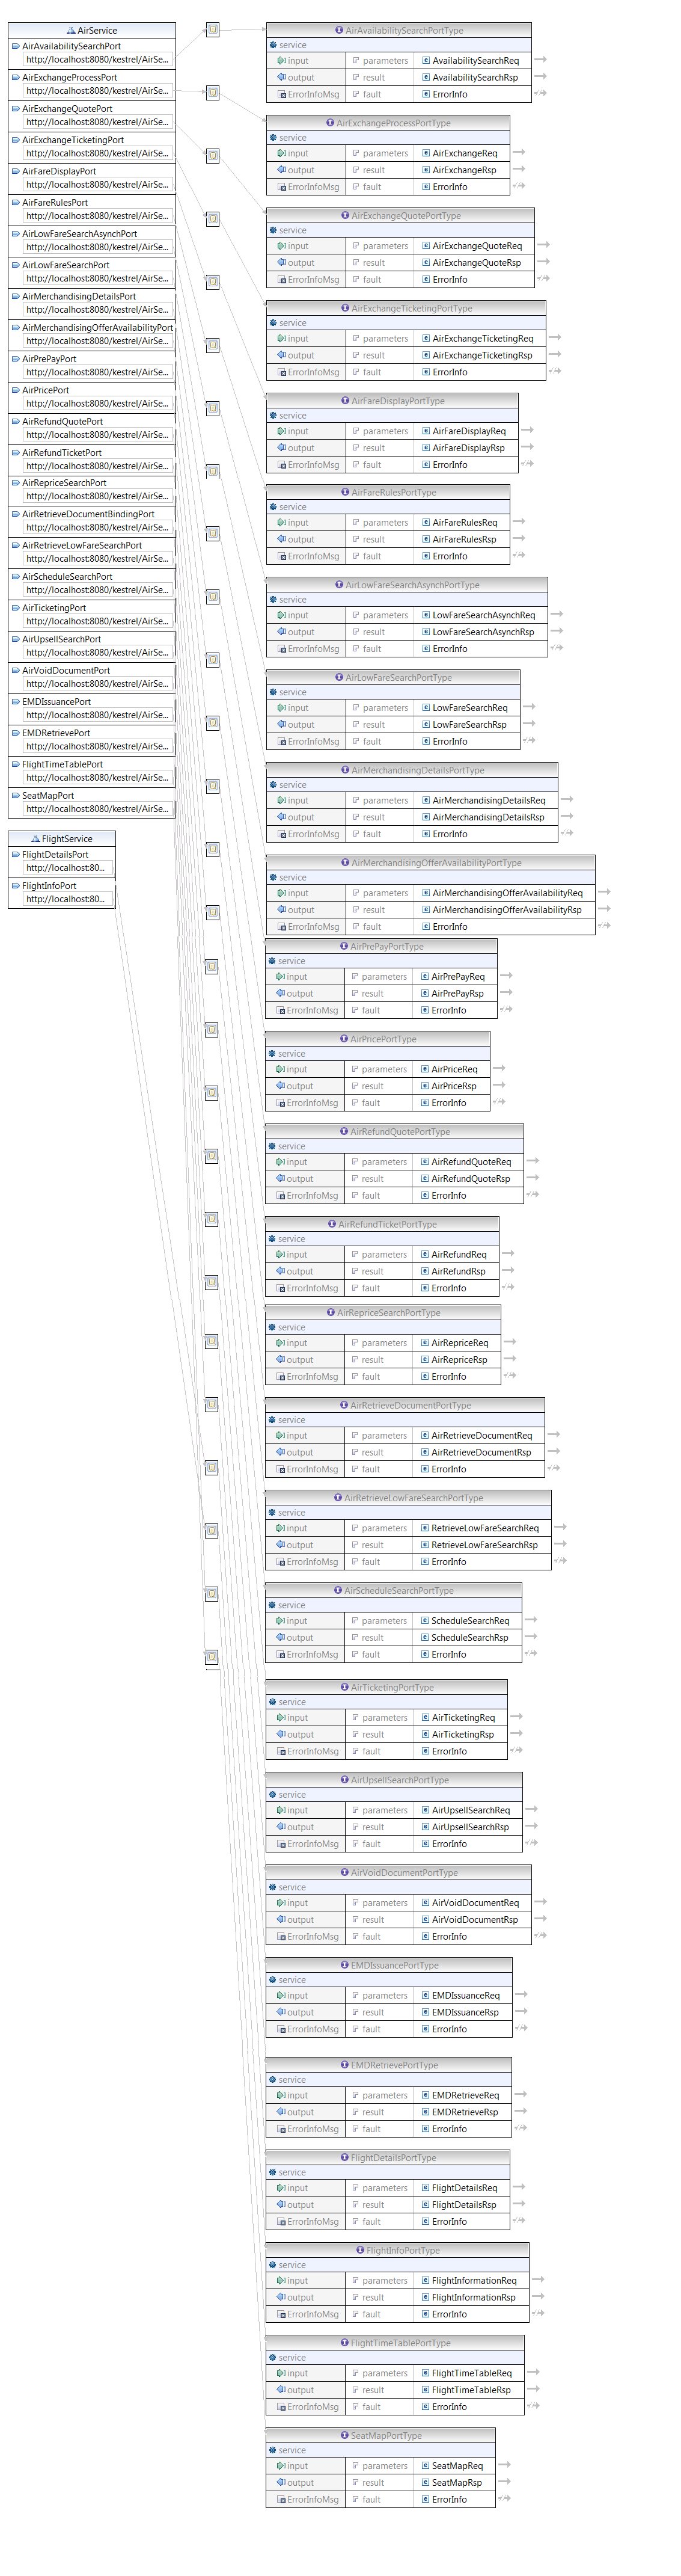 AirService
AirAvailabilitySearchPort
http://localhost:8080/kestrel/AirSe...
AirExchangeProcessPort
http://localhost:8080/kestrel/AirSe...
AirExchangeQuotePort
http://localhost:8080/kestrel/AirSe...
AirExchangeTicketingPort
http://localhost:8080/kestrel/AirSe...
AirFareDisplayPort
http://localhost:8080/kestrel/AirSe...
AirFareRulesPort
http://localhost:8080/kestrel/AirSe...
AirLowFareSearchAsynchPort
http://localhost:8080/kestrel/AirSe...
AirLowFareSearchPort
http://localhost:8080/kestrel/AirSe...
AirMerchandisingDetailsPort
http://localhost:8080/kestrel/AirSe...
AirMerchandisingOfferAvailabilityPort
http://localhost:8080/kestrel/AirSe...
AirPrePayPort
http://localhost:8080/kestrel/AirSe...
AirPricePort
http://localhost:8080/kestrel/AirSe...
AirRefundQuotePort
http://localhost:8080/kestrel/AirSe...
AirRefundTicketPort
http://localhost:8080/kestrel/AirSe...
AirRepriceSearchPort
http://localhost:8080/kestrel/AirSe...
AirRetrieveDocumentBindingPort
http://localhost:8080/kestrel/AirSe...
AirRetrieveLowFareSearchPort
http://localhost:8080/kestrel/AirSe...
AirScheduleSearchPort
http://localhost:8080/kestrel/AirSe...
AirTicketingPort
http://localhost:8080/kestrel/AirSe...
AirUpsellSearchPort
http://localhost:8080/kestrel/AirSe...
AirVoidDocumentPort
http://localhost:8080/kestrel/AirSe...
EMDIssuancePort
http://localhost:8080/kestrel/AirSe...
EMDRetrievePort
http://localhost:8080/kestrel/AirSe...
FlightTimeTablePort
http://localhost:8080/kestrel/AirSe...
SeatMapPort
http://localhost:8080/kestrel/AirSe...
FlightService
FlightDetailsPort
http://localhost:80...
FlightInfoPort
http://localhost:80...
AirAvailabilitySearchPortType
service
input parameters AvailabilitySearchReq
output result AvailabilitySearchRsp
ErrorInfoMsg fault ErrorInfo
AirExchangeProcessPortType
service
input parameters AirExchangeReq
output result AirExchangeRsp
ErrorInfoMsg fault ErrorInfo
AirExchangeQuotePortType
service
input parameters AirExchangeQuoteReq
output result AirExchangeQuoteRsp
ErrorInfoMsg fault ErrorInfo
AirExchangeTicketingPortType
service
input parameters AirExchangeTicketingReq
output result AirExchangeTicketingRsp
ErrorInfoMsg fault ErrorInfo
AirFareDisplayPortType
service
input parameters AirFareDisplayReq
output result AirFareDisplayRsp
ErrorInfoMsg fault ErrorInfo
AirFareRulesPortType
service
input parameters AirFareRulesReq
output result AirFareRulesRsp
ErrorInfoMsg fault ErrorInfo
AirLowFareSearchAsynchPortType
service
input parameters LowFareSearchAsynchReq
output result LowFareSearchAsynchRsp
ErrorInfoMsg fault ErrorInfo
AirLowFareSearchPortType
service
input parameters LowFareSearchReq
output result LowFareSearchRsp
ErrorInfoMsg fault ErrorInfo
AirMerchandisingDetailsPortType
service
input parameters AirMerchandisingDetailsReq
output result AirMerchandisingDetailsRsp
ErrorInfoMsg fault ErrorInfo
AirMerchandisingOfferAvailabilityPortType
service
input parameters AirMerchandisingOfferAvailabilityReq
output result AirMerchandisingOfferAvailabilityRsp
ErrorInfoMsg fault ErrorInfo
AirPrePayPortType
service
input parameters AirPrePayReq
output result AirPrePayRsp
ErrorInfoMsg fault ErrorInfo
AirPricePortType
service
input parameters AirPriceReq
output result AirPriceRsp
ErrorInfoMsg fault ErrorInfo
AirRefundQuotePortType
service
input parameters AirRefundQuoteReq
output result AirRefundQuoteRsp
ErrorInfoMsg fault ErrorInfo
AirRefundTicketPortType
service
input parameters AirRefundReq
output result AirRefundRsp
ErrorInfoMsg fault ErrorInfo
AirRepriceSearchPortType
service
input parameters AirRepriceReq
output result AirRepriceRsp
ErrorInfoMsg fault ErrorInfo
AirRetrieveDocumentPortType
service
input parameters AirRetrieveDocumentReq
output result AirRetrieveDocumentRsp
ErrorInfoMsg fault ErrorInfo
AirRetrieveLowFareSearchPortType
service
input parameters RetrieveLowFareSearchReq
output result RetrieveLowFareSearchRsp
ErrorInfoMsg fault ErrorInfo
AirScheduleSearchPortType
service
input parameters ScheduleSearchReq
output result ScheduleSearchRsp
ErrorInfoMsg fault ErrorInfo
AirTicketingPortType
service
input parameters AirTicketingReq
output result AirTicketingRsp
ErrorInfoMsg fault ErrorInfo
AirUpsellSearchPortType
service
input parameters AirUpsellSearchReq
output result AirUpsellSearchRsp
ErrorInfoMsg fault ErrorInfo
AirVoidDocumentPortType
service
input parameters AirVoidDocumentReq
output result AirVoidDocumentRsp
ErrorInfoMsg fault ErrorInfo
EMDIssuancePortType
service
input parameters EMDIssuanceReq
output result EMDIssuanceRsp
ErrorInfoMsg fault ErrorInfo
EMDRetrievePortType
service
input parameters EMDRetrieveReq
output result EMDRetrieveRsp
ErrorInfoMsg fault ErrorInfo
FlightDetailsPortType
service
input parameters FlightDetailsReq
output result FlightDetailsRsp
ErrorInfoMsg fault ErrorInfo
FlightInfoPortType
service
input parameters FlightInformationReq
output result FlightInformationRsp
ErrorInfoMsg fault ErrorInfo
FlightTimeTablePortType
service
input parameters FlightTimeTableReq
output result FlightTimeTableRsp
ErrorInfoMsg fault ErrorInfo
SeatMapPortType
service
input parameters SeatMapReq
output result SeatMapRsp
ErrorInfoMsg fault ErrorInfo